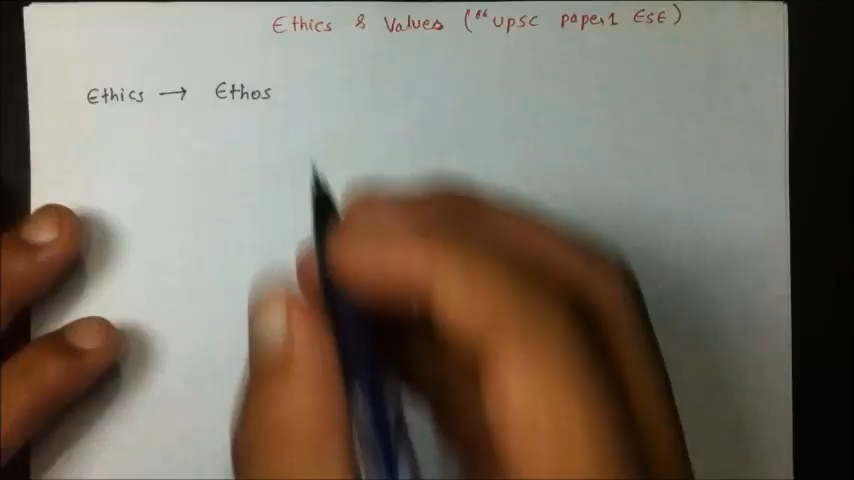 Ethics & Values ("upsc paper1 ESE)
Ethics → Ethos